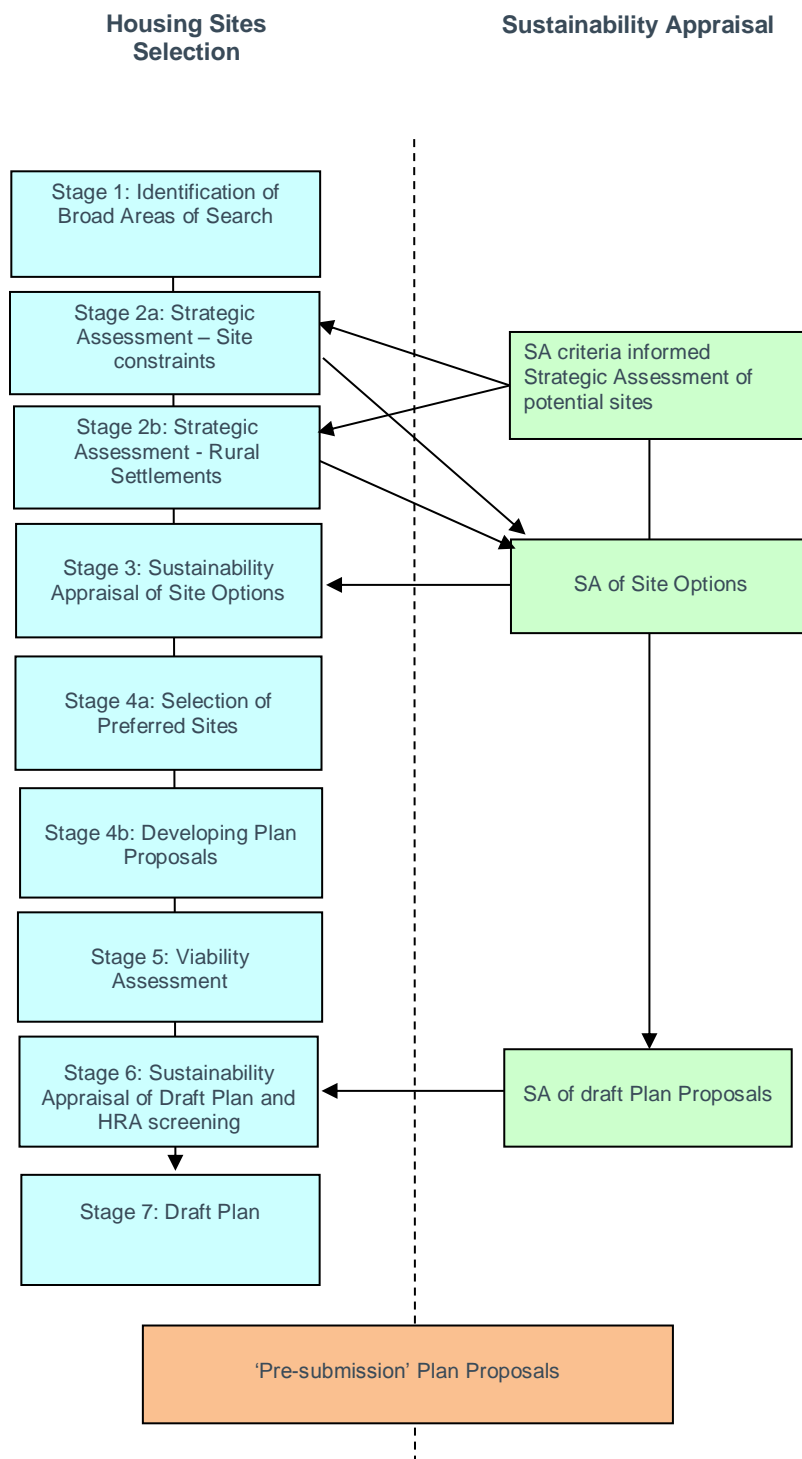 Housing Sites
Selection
Sustainability Appraisal
Stage 1: Identification of
Broad Areas of Search
Stage 2a: Strategic
Assessment – Site
constraints
SA criteria informed
Strategic Assessment of
potential sites
Stage 2b: Strategic
Assessment - Rural
Settlements
Stage 3: Sustainability
Appraisal of Site Options
SA of Site Options
Stage 4a: Selection of
Preferred Sites
Stage 4b: Developing Plan
Proposals
Stage 5: Viability
Assessment
Stage 6: Sustainability
Appraisal of Draft Plan and
HRA screening
SA of draft Plan Proposals
Stage 7: Draft Plan
‘Pre-submission’ Plan Proposals